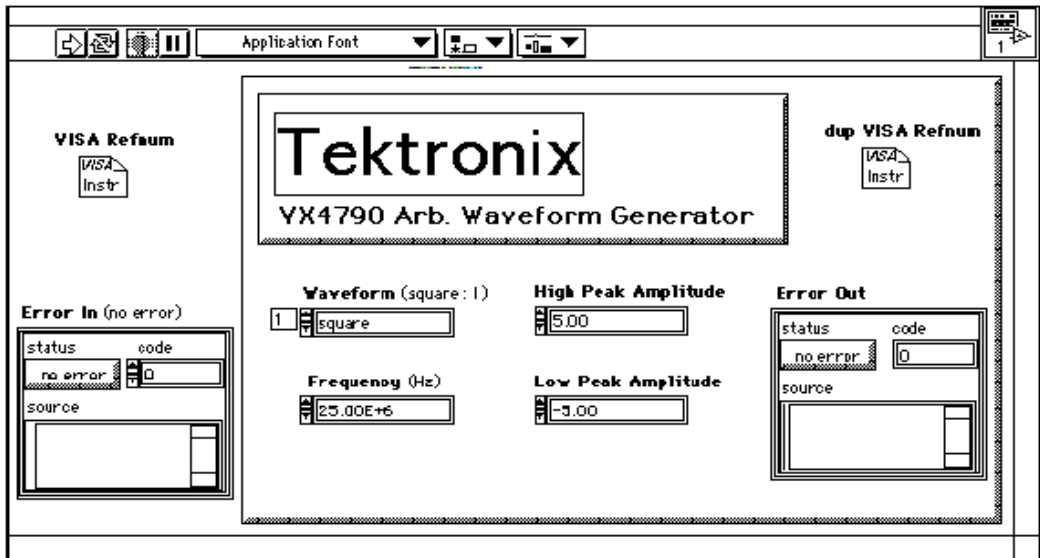 Application Font
1
VISA Refnum
VISA
Instr
Tektronix
VX4790 Arb. Waveform Generator
dup VISA Refnum
VISA
Instr
Waveform (square:1)
1
square
High Peak Amplitude
5.00
Frequency (Hz)
25.00E+6
Low Peak Amplitude
-5.00
Error In (no error)
status
code
no error
0
source
Error Out
status
code
no error
0
source